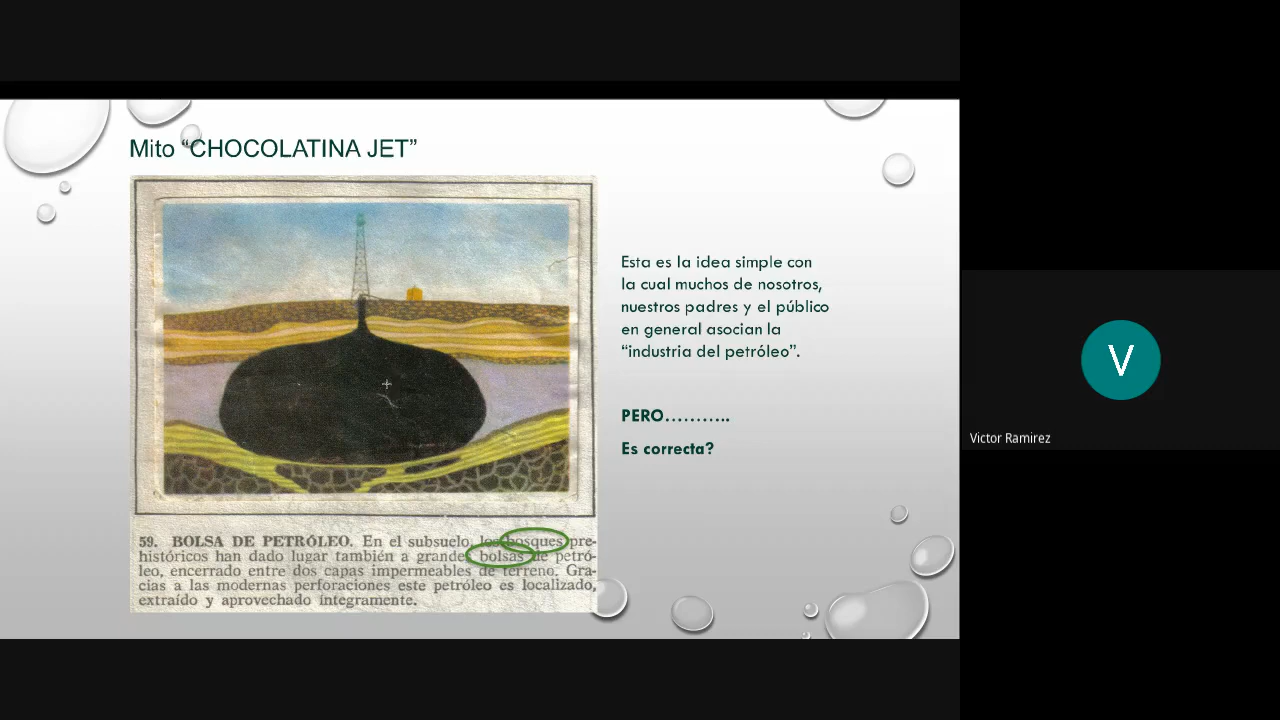 Mito “CHOCOLATINA JET”
Esta es la idea simple con
la cual muchos de nosotros,
nuestros padres y el público
en general asocian la
“industria del petróleo”.
PERO………..
Es correcta?
59. BOLSA DE PETRÓLEO. En el subsuelo, los bosques pre-
históricos han dado lugar también a grandes bolsas de petró-
leo, encerrado entre dos capas impermeables de terreno. Gra-
cias a las modernas perforaciones este petróleo es localizado,
extraído y aprovechado íntegramente.
V
Victor Ramirez